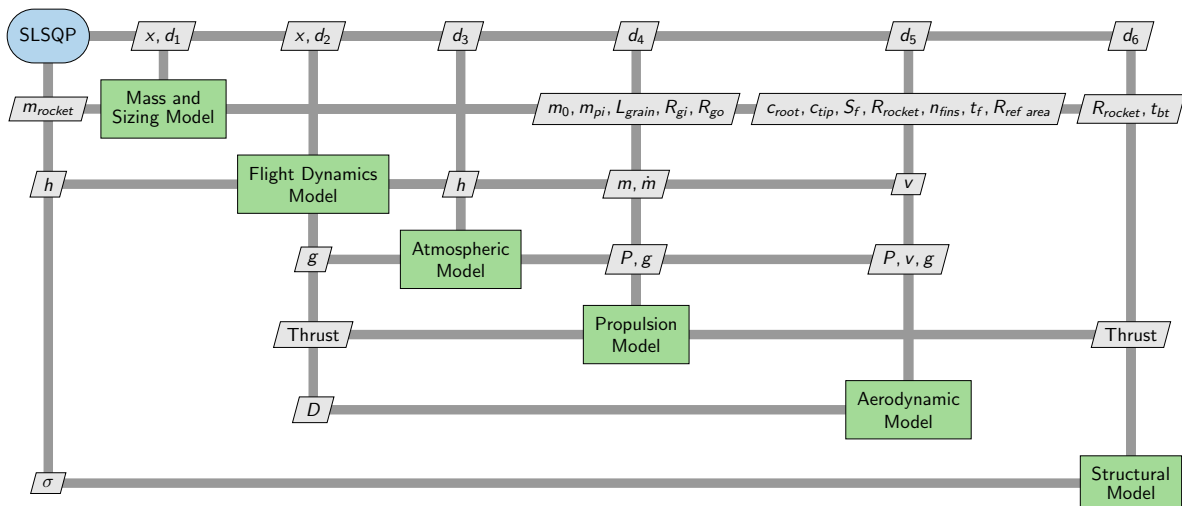 SLSQP
x, d₁
x, d₂
d₃
d₄
d₅
d₆
m_rocket
Mass and
Sizing Model
m₀, m_pi, L_grain, R_gi, R_go
c_root, c_tip, S_f, R_rocket, n_fins, t_f, R_ref area
R_rocket, t_bt
h
Flight Dynamics
Model
h
m, ṁ
v
g
Atmospheric
Model
P, g
P, v, g
Thrust
Propulsion
Model
Thrust
D
Aerodynamic
Model
σ
Structural
Model